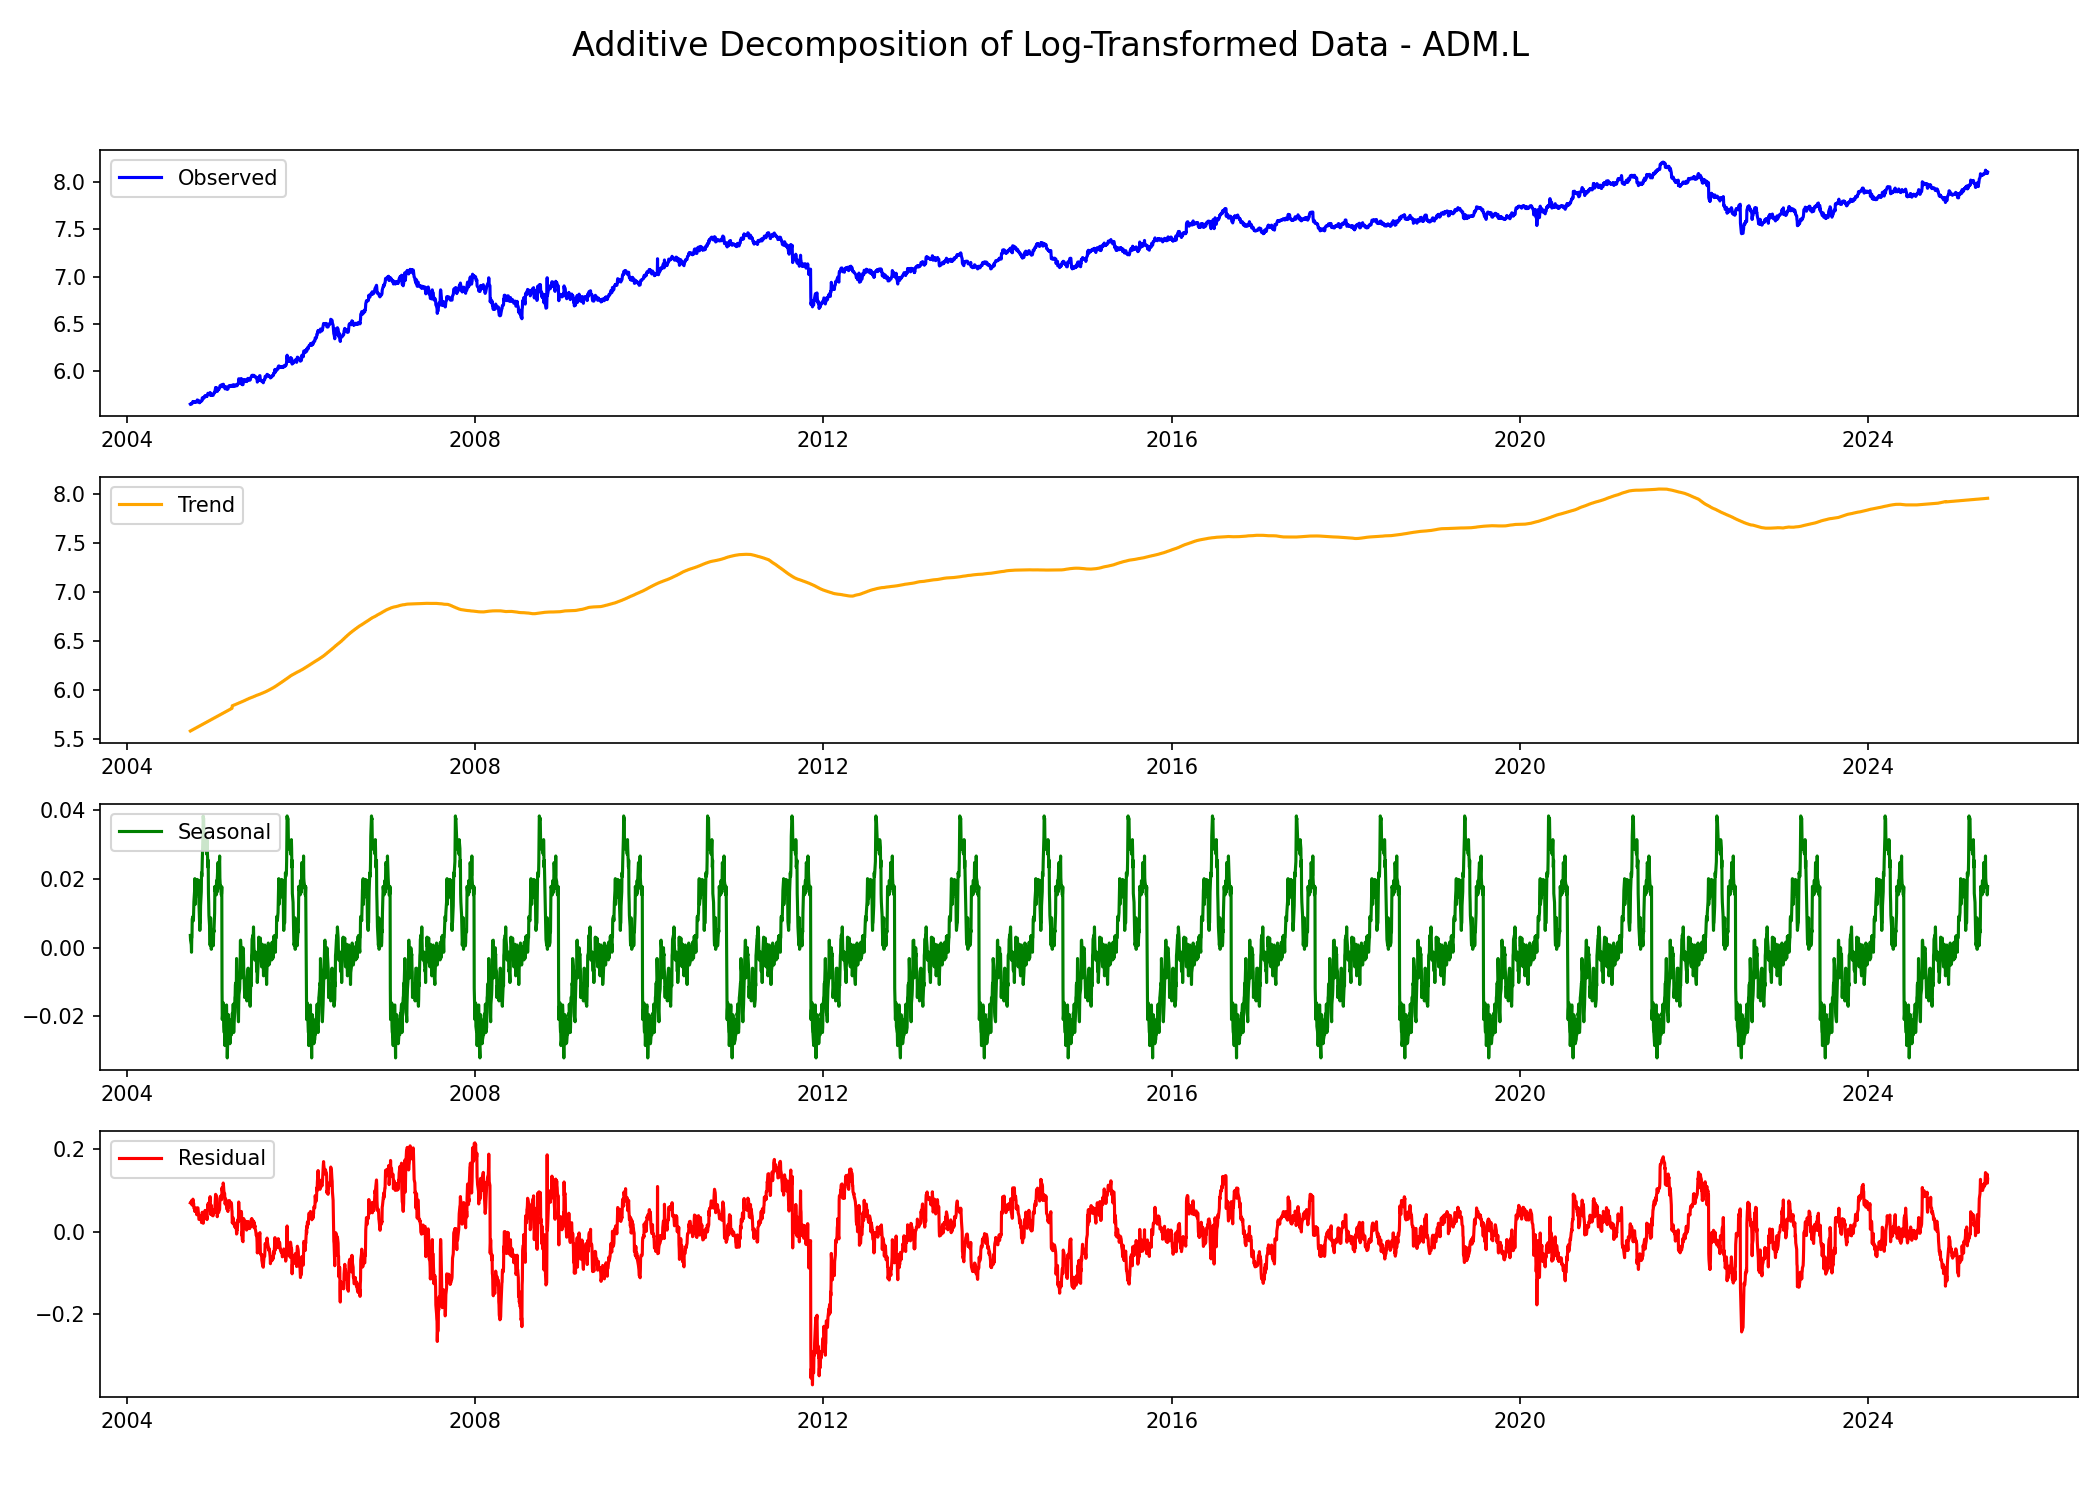 Additive Decomposition of Log-Transformed Data - ADM.L
Observed
8.0
7.5
7.0
6.5
6.0
2004 2008 2012 2016 2020 2024
Trend
8.0
7.5
7.0
6.5
6.0
5.5
2004 2008 2012 2016 2020 2024
Seasonal
0.04
0.02
0.00
−0.02
2004 2008 2012 2016 2020 2024
Residual
0.2
0.0
−0.2
2004 2008 2012 2016 2020 2024